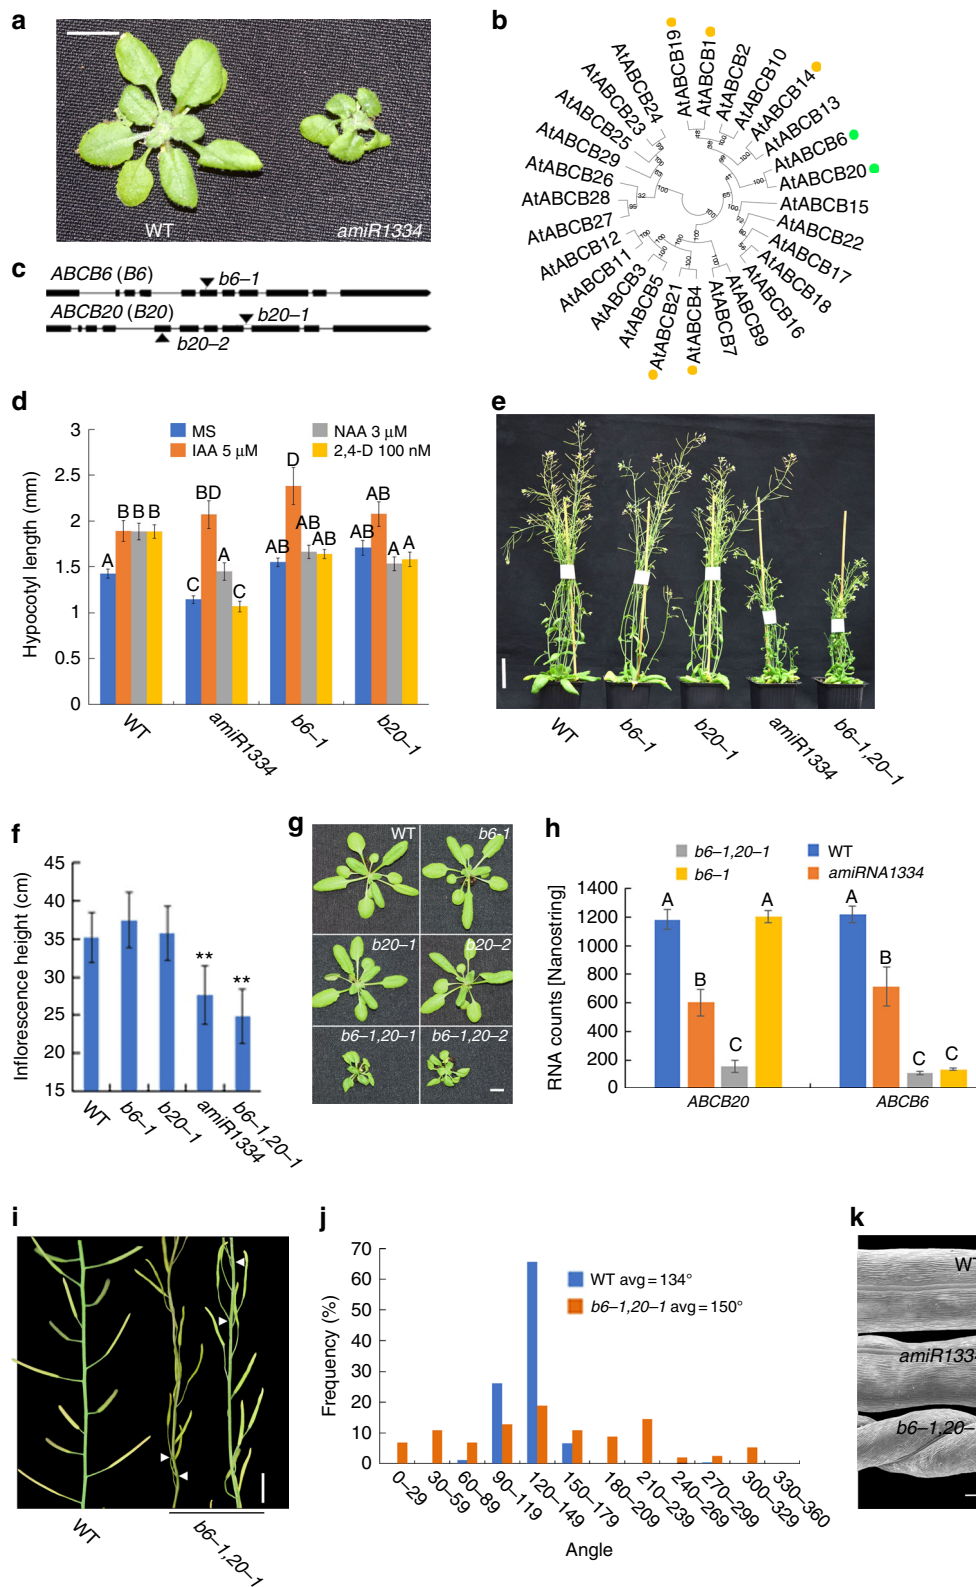 a
WT
amiR1334
b
AtABCB24
AtABCB19
AtABCB1
AtABCB2
AtABCB10
AtABCB14
AtABCB13
AtABCB6
AtABCB20
AtABCB15
AtABCB22
AtABCB17
AtABCB18
AtABCB16
AtABCB9
AtABCB7
AtABCB4
AtABCB21
AtABCB5
AtABCB3
AtABCB11
AtABCB12
AtABCB27
AtABCB28
AtABCB26
AtABCB29
AtABCB25
AtABCB23
c
ABCB6 (B6)
b6–1
ABCB20 (B20)
b20–1
b20–2
d
Hypocotyl length (mm)
3
2.5
2
1.5
1
0.5
0
MS
NAA 3 µM
IAA 5 µM
2,4-D 100 nM
A B B B
C BD A C
AB D AB AB
AB AB A A
WT
amiR1334
b6–1
b20–1
e
WT
b6–1
b20–1
amiR1334
b6–1,20–1
f
Inflorescence height (cm)
45
40
35
30
25
20
15
** **
WT
b6–1
b20–1
amiR1334
b6–1,20–1
g
WT
b6-1
b20–1
b20–2
b6–1,20–1
b6–1,20–2
h
b6–1,20–1
WT
b6–1
amiRNA1334
RNA counts [Nanostring]
1400
1200
1000
800
600
400
200
0
A B C A
A B C C
ABCB20
ABCB6
i
WT
b6–1,20–1
j
Frequency (%)
70
60
50
40
30
20
10
0
WT avg = 134°
b6–1,20–1 avg = 150°
0–29
30–59
60–89
90–119
120–149
150–179
180–209
210–239
240–269
270–299
300–329
330–360
Angle
k
WT
amiR1334
b6–1,20–